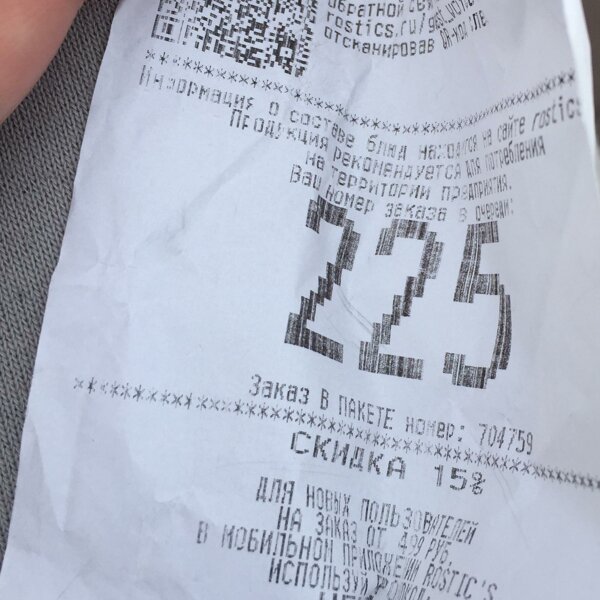 обратной связи
rostics.ru/
отсканировав QR-код
*****************************************
Информация о составе блюд находится на сайте rostics
Продукция рекомендуется для потребления
на территории предприятия.
Ваш номер заказа в очереди:
225
Заказ В ПАКЕТЕ номер: 704759
*****************************************
СКИДКА 15%
ДЛЯ НОВЫХ ПОЛЬЗОВАТЕЛЕЙ
НА ЗАКАЗ ОТ 499 РУБ.
В МОБИЛЬНОМ ПРИЛОЖЕНИИ ROSTIC'S
ИСПОЛЬЗУЙ